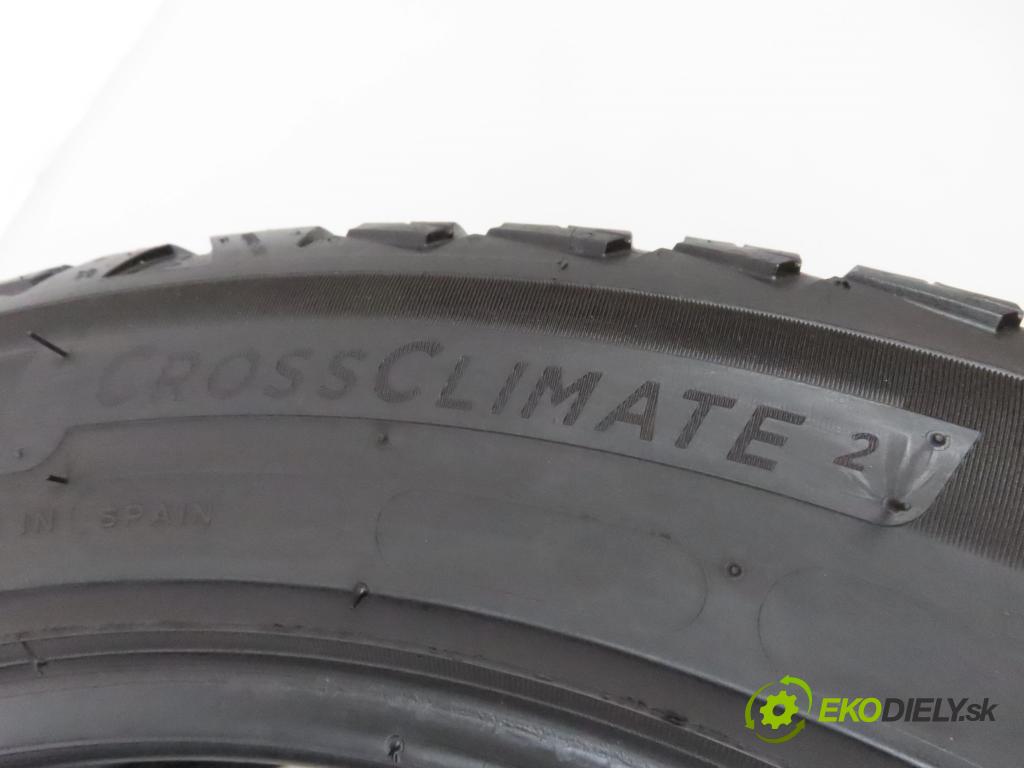 CROSSCLIMATE 2
IN SPAIN
EKODIELY.sk